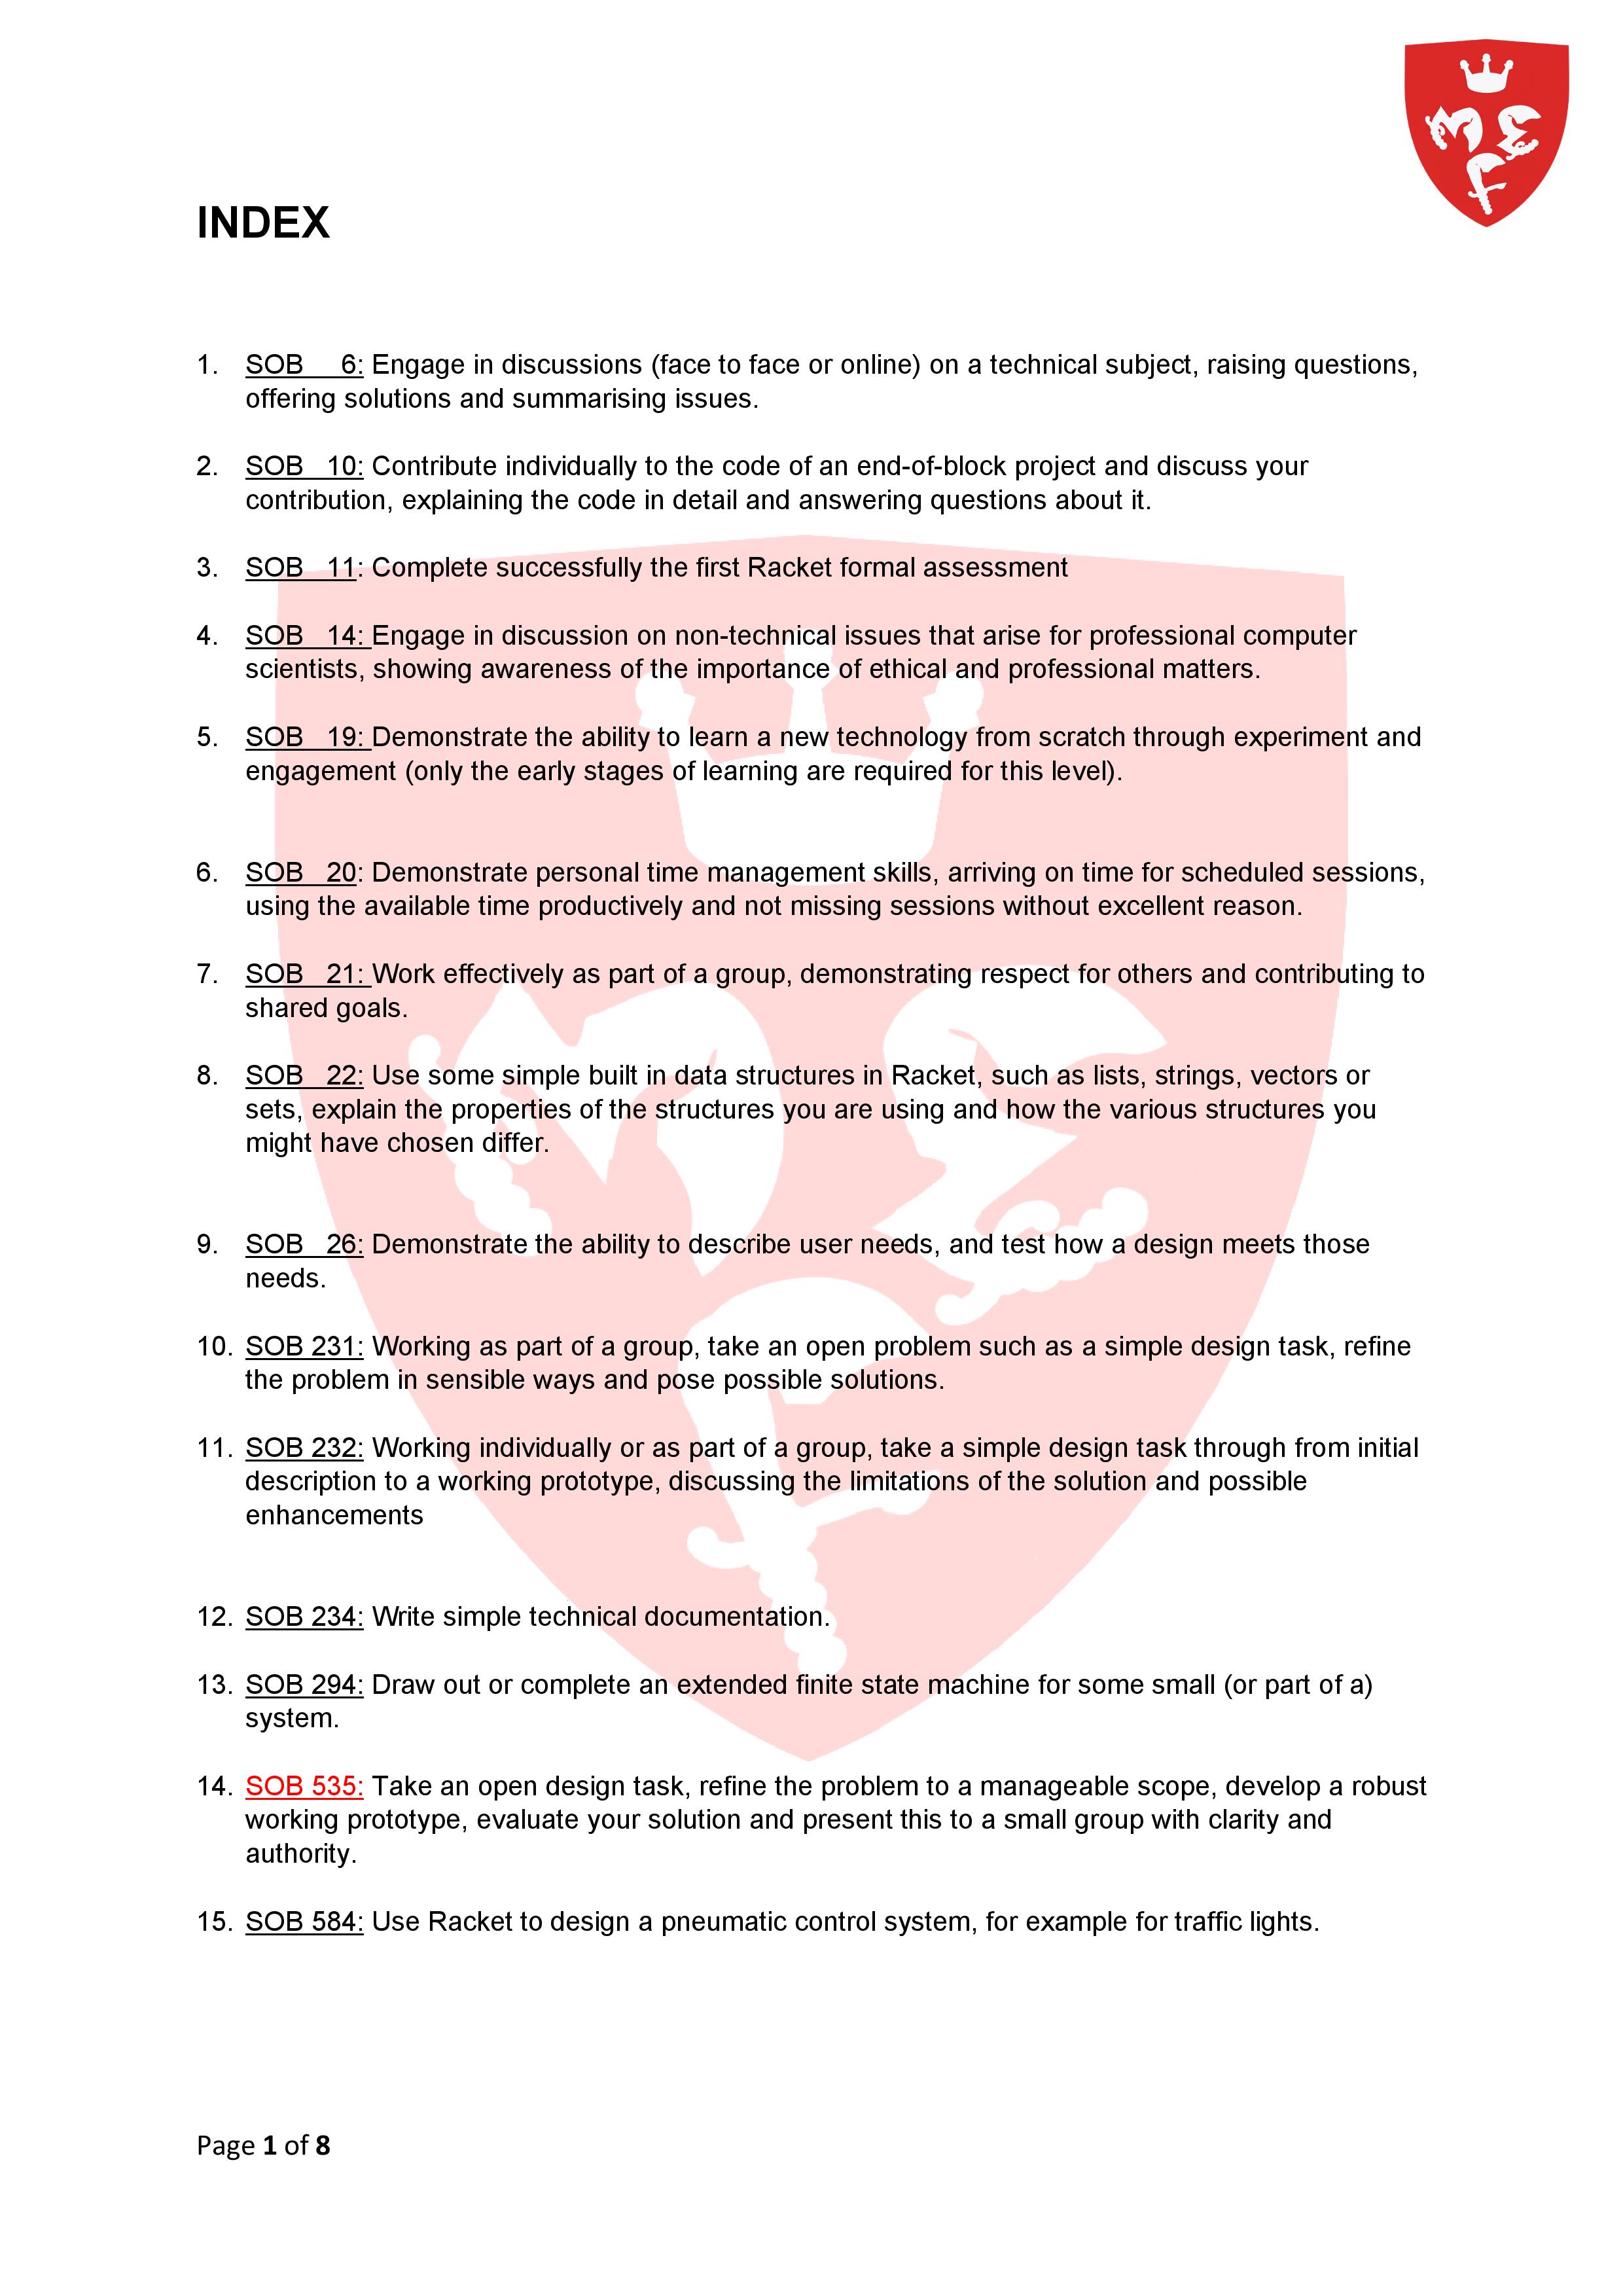 M E
F
INDEX
1. SOB 6: Engage in discussions (face to face or online) on a technical subject, raising questions,
offering solutions and summarising issues.
2. SOB 10: Contribute individually to the code of an end-of-block project and discuss your
contribution, explaining the code in detail and answering questions about it.
3. SOB 11: Complete successfully the first Racket formal assessment
4. SOB 14: Engage in discussion on non-technical issues that arise for professional computer
scientists, showing awareness of the importance of ethical and professional matters.
5. SOB 19: Demonstrate the ability to learn a new technology from scratch through experiment and
engagement (only the early stages of learning are required for this level).
6. SOB 20: Demonstrate personal time management skills, arriving on time for scheduled sessions,
using the available time productively and not missing sessions without excellent reason.
7. SOB 21: Work effectively as part of a group, demonstrating respect for others and contributing to
shared goals.
8. SOB 22: Use some simple built in data structures in Racket, such as lists, strings, vectors or
sets, explain the properties of the structures you are using and how the various structures you
might have chosen differ.
9. SOB 26: Demonstrate the ability to describe user needs, and test how a design meets those
needs.
10. SOB 231: Working as part of a group, take an open problem such as a simple design task, refine
the problem in sensible ways and pose possible solutions.
11. SOB 232: Working individually or as part of a group, take a simple design task through from initial
description to a working prototype, discussing the limitations of the solution and possible
enhancements
12. SOB 234: Write simple technical documentation.
13. SOB 294: Draw out or complete an extended finite state machine for some small (or part of a)
system.
14. SOB 535: Take an open design task, refine the problem to a manageable scope, develop a robust
working prototype, evaluate your solution and present this to a small group with clarity and
authority.
15. SOB 584: Use Racket to design a pneumatic control system, for example for traffic lights.
Page 1 of 8